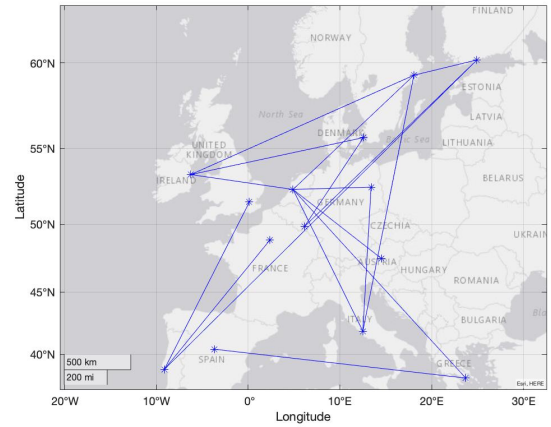 FINLAND
NORWAY
60°N
ESTONIA
North Sea
LATVIA
55°N
DENMARK
Baltic Sea
LITHUANIA
UNITED
KINGDOM
IRELAND
BELARUS
Latitude
GERMANY
50°N
CZECHIA
UKRAIN
AUSTRIA
FRANCE
HUNGARY
45°N
ROMANIA
ITALY
BULGARIA
Bla
40°N
SPAIN
GREECE
500 km
200 mi
Esri, HERE
20°W
10°W
0°
10°E
20°E
30°E
Longitude